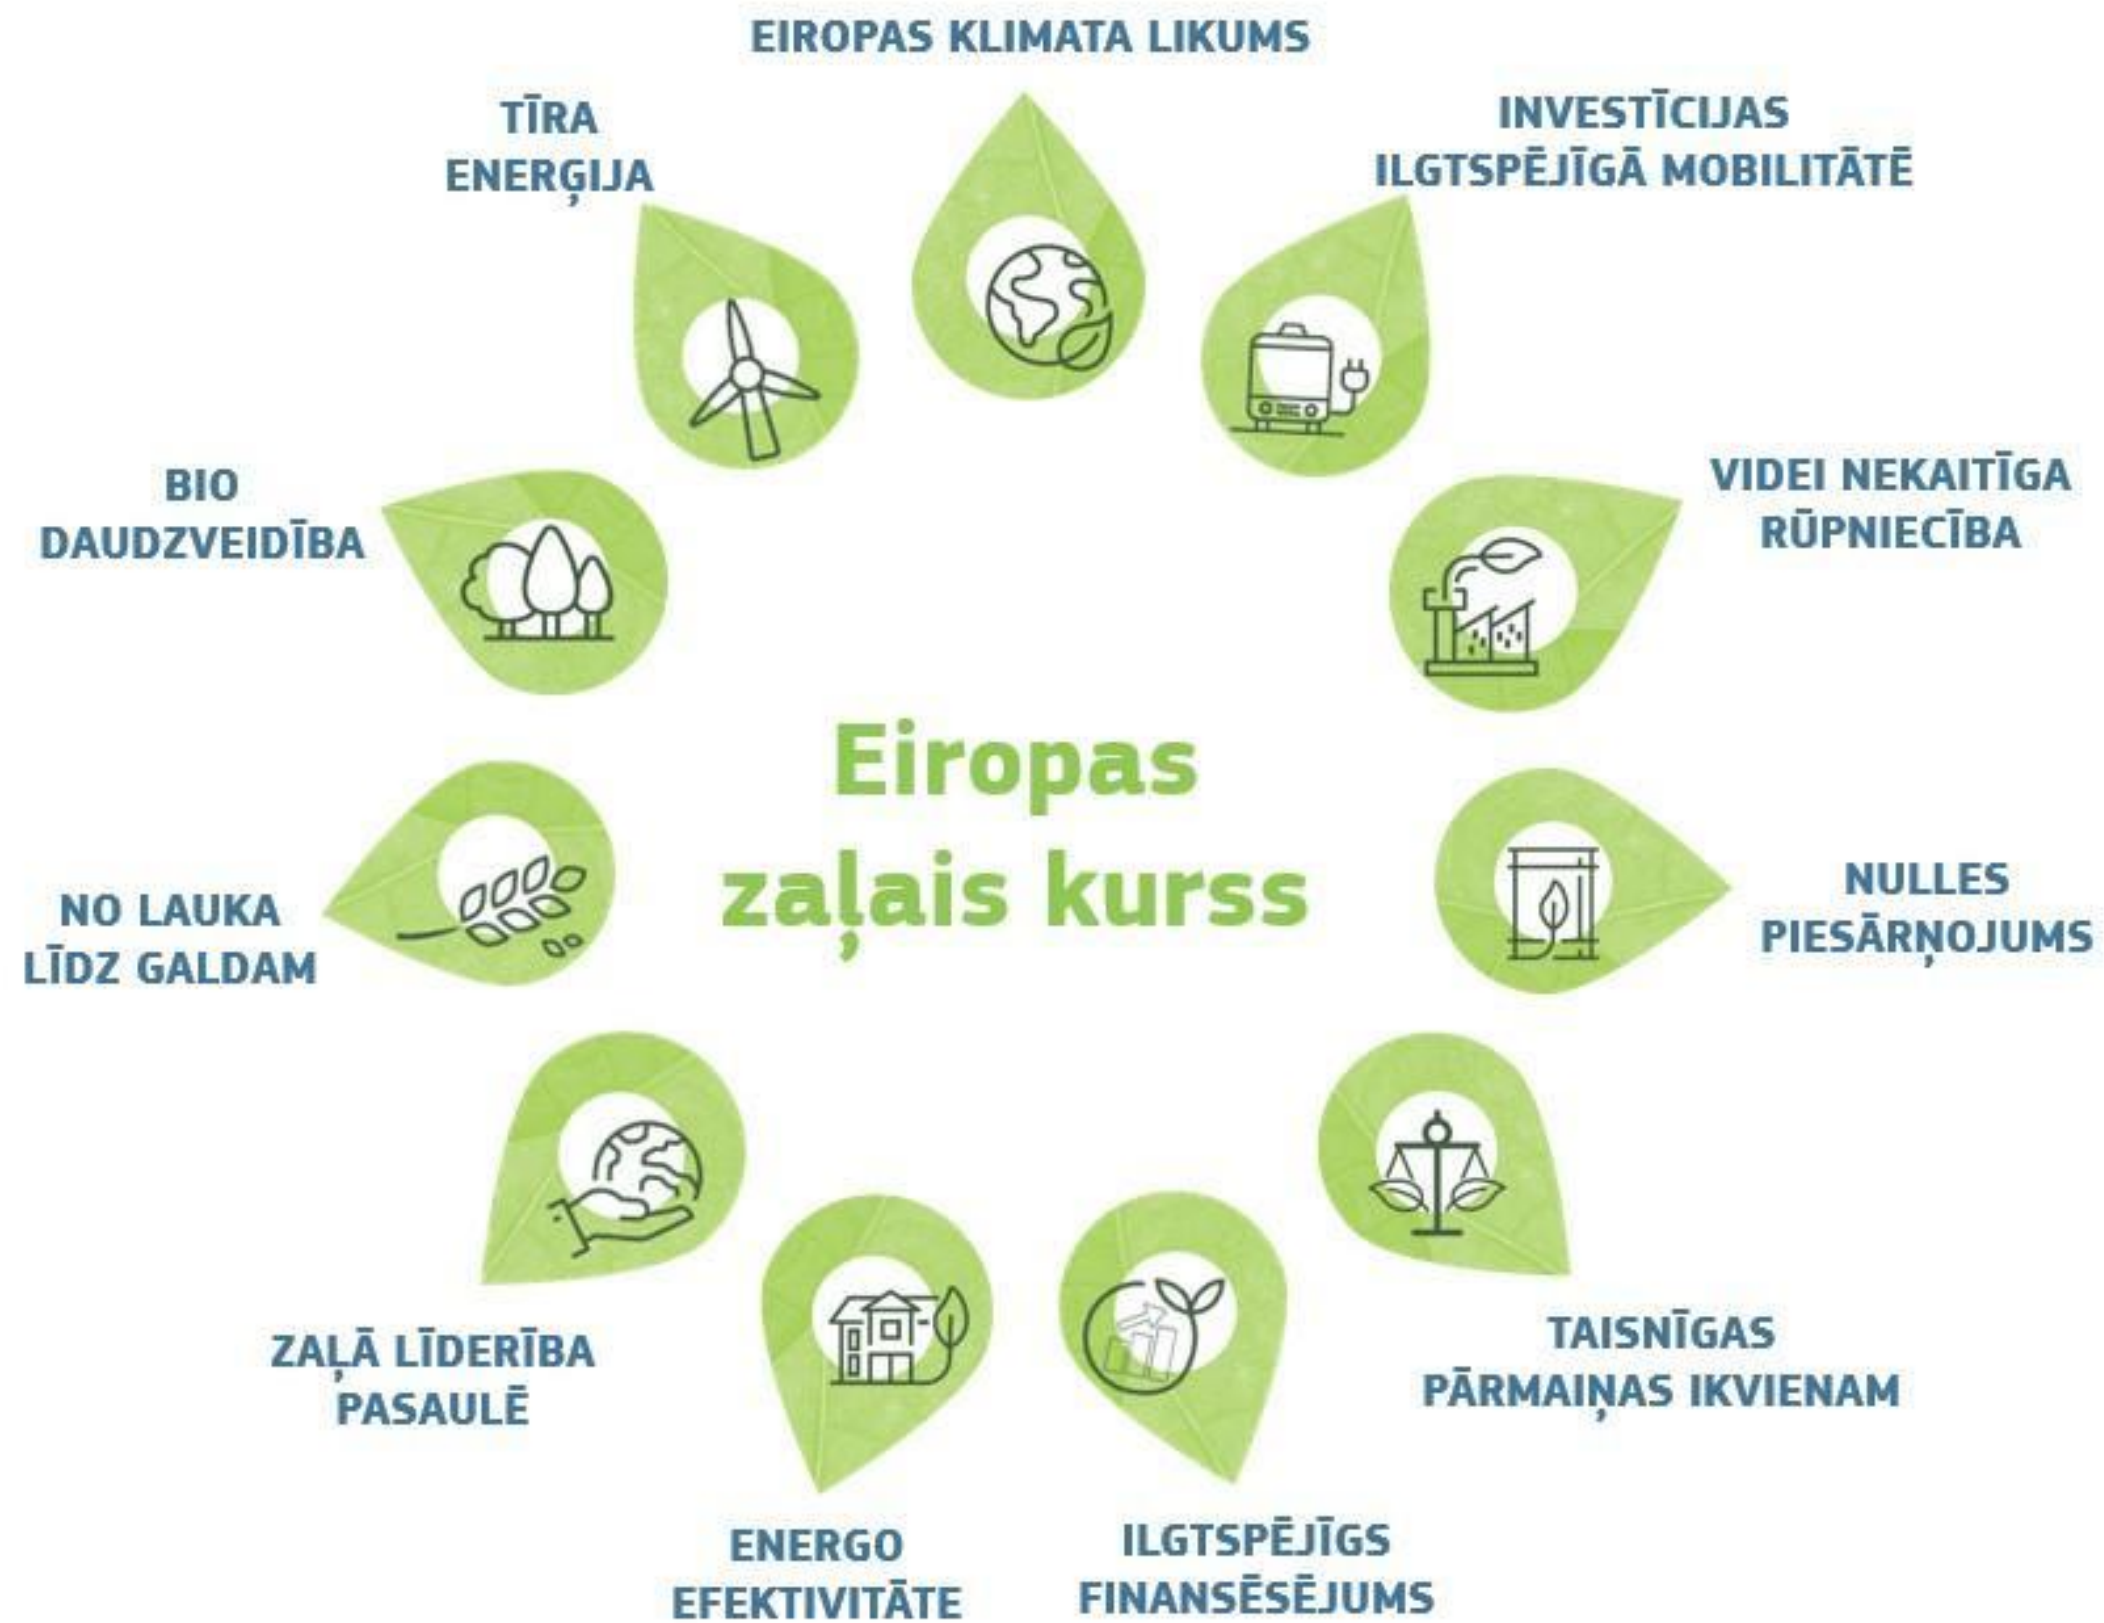 EIROPAS KLIMATA LIKUMS
TĪRA
ENERĢIJA
INVESTĪCIJAS
ILGTSPĒJĪGĀ MOBILITĀTĒ
BIO
DAUDZVEIDĪBA
VIDEI NEKAITĪGA
RŪPNIECĪBA
Eiropas
zaļais kurss
NO LAUKA
LĪDZ GALDAM
NULLES
PIESĀRŅOJUMS
ZAĻĀ LĪDERĪBA
PASAULĒ
TAISNĪGAS
PĀRMAIŅAS IKVIENAM
ENERGO
EFEKTIVITĀTE
ILGTSPĒJĪGS
FINANSĒSĒJUMS